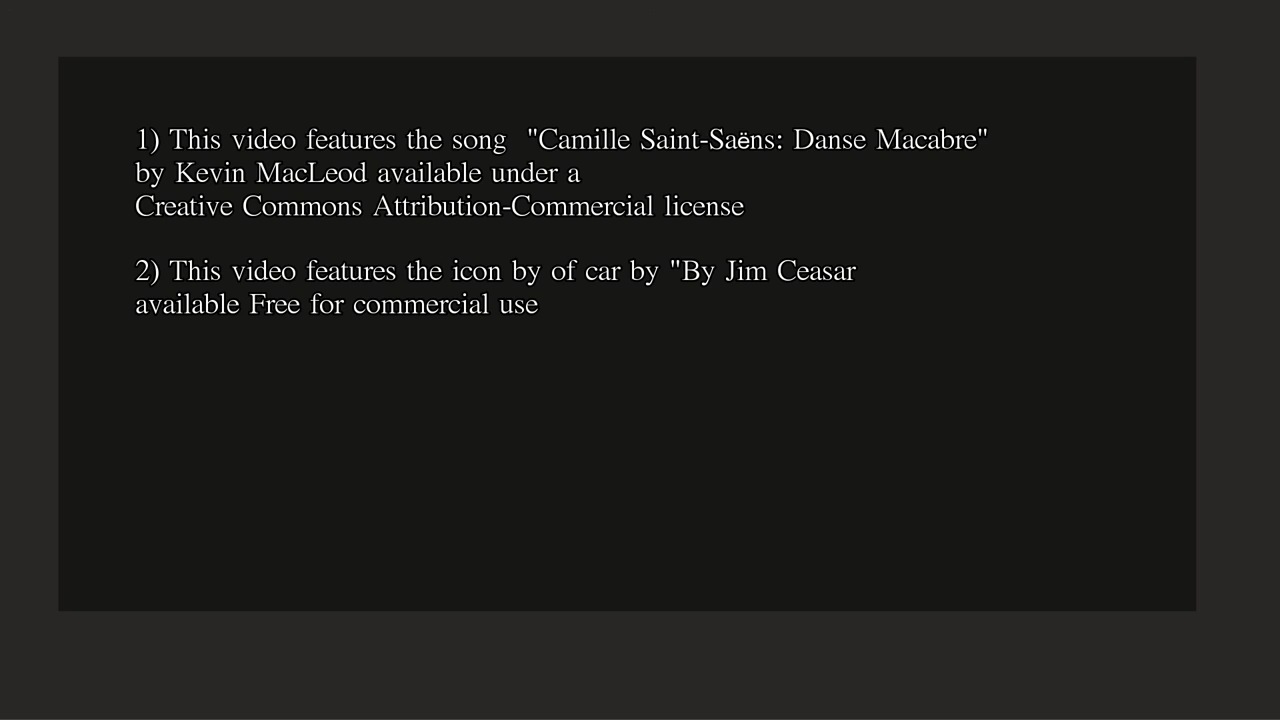 1) This video features the song  "Camille Saint-Saëns: Danse Macabre"
by Kevin MacLeod available under a
Creative Commons Attribution-Commercial license
2) This video features the icon by of car by "By Jim Ceasar
available Free for commercial use